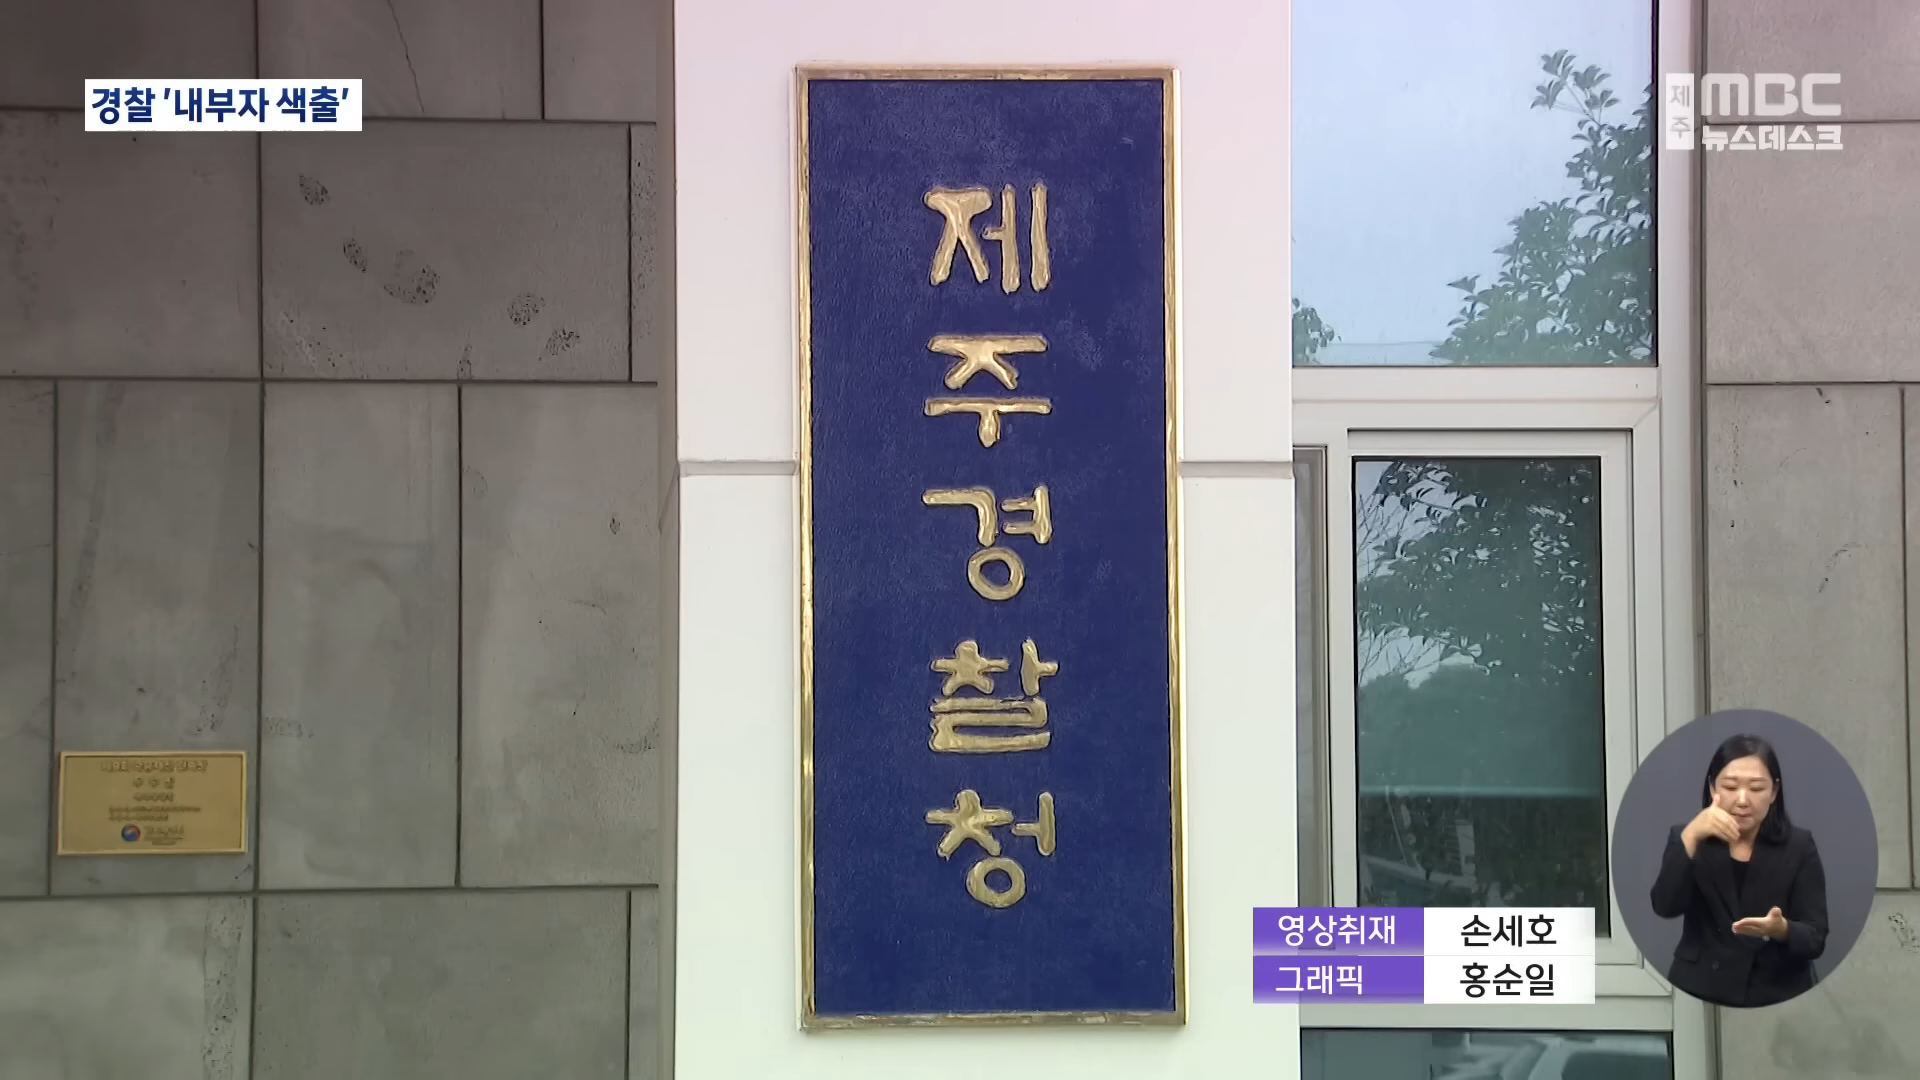 경찰 '내부자 색출'
제주 MBC
뉴스데스크
제주경찰청
영상취재 손세호
그래픽 홍순일